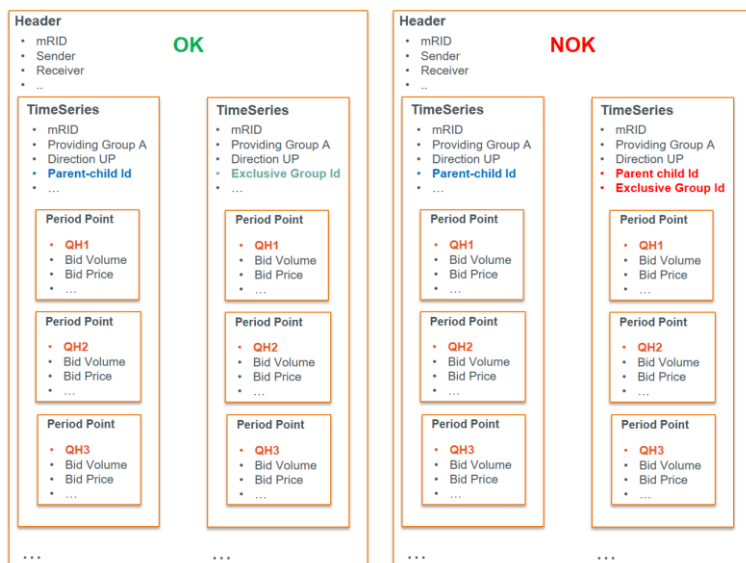 Header
• mRID
• Sender
• Receiver
• ..
OK
TimeSeries
• mRID
• Providing Group A
• Direction UP
• Parent-child Id
• …
Period Point
• QH1
• Bid Volume
• Bid Price
• …
Period Point
• QH2
• Bid Volume
• Bid Price
• …
Period Point
• QH3
• Bid Volume
• Bid Price
• …
…
TimeSeries
• mRID
• Providing Group A
• Direction UP
• Exclusive Group Id
• …
Period Point
• QH1
• Bid Volume
• Bid Price
• …
Period Point
• QH2
• Bid Volume
• Bid Price
• …
Period Point
• QH3
• Bid Volume
• Bid Price
• …
…
Header
• mRID
• Sender
• Receiver
• ..
NOK
TimeSeries
• mRID
• Providing Group A
• Direction UP
• Parent-child Id
• …
Period Point
• QH1
• Bid Volume
• Bid Price
• …
Period Point
• QH2
• Bid Volume
• Bid Price
• …
Period Point
• QH3
• Bid Volume
• Bid Price
• …
…
TimeSeries
• mRID
• Providing Group A
• Direction UP
• Parent child Id
• Exclusive Group Id
Period Point
• QH1
• Bid Volume
• Bid Price
• …
Period Point
• QH2
• Bid Volume
• Bid Price
• …
Period Point
• QH3
• Bid Volume
• Bid Price
• …
…